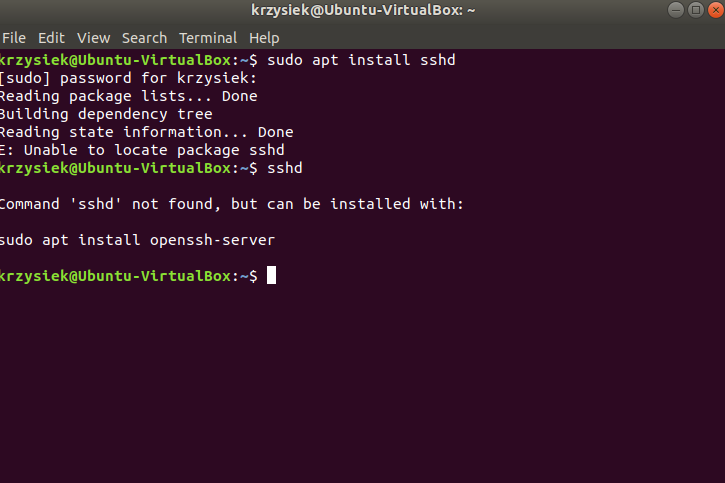 krzysiek@Ubuntu-VirtualBox: ~
File Edit View Search Terminal Help
krzysiek@Ubuntu-VirtualBox:~$ sudo apt install sshd
[sudo] password for krzysiek:
Reading package lists... Done
Building dependency tree
Reading state information... Done
E: Unable to locate package sshd
krzysiek@Ubuntu-VirtualBox:~$ sshd
Command 'sshd' not found, but can be installed with:
sudo apt install openssh-server
krzysiek@Ubuntu-VirtualBox:~$